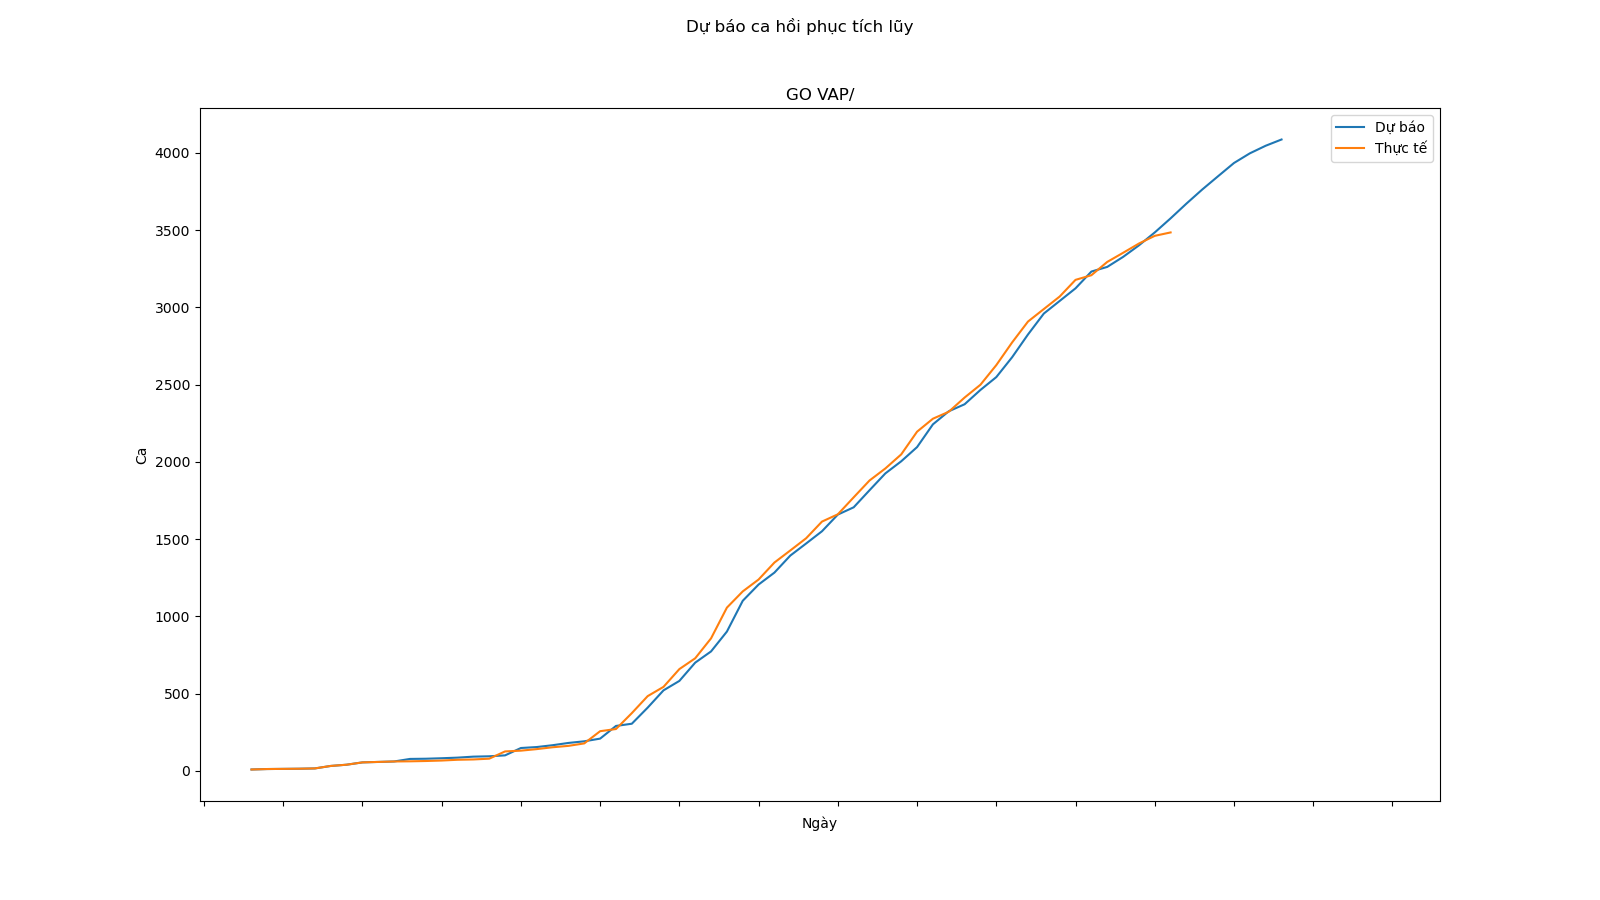 Dự báo ca hồi phục tích lũy
GO VAP/
Dự báo
Thực tế
4000
3500
3000
2500
2000
1500
1000
500
0
Ca
Ngày